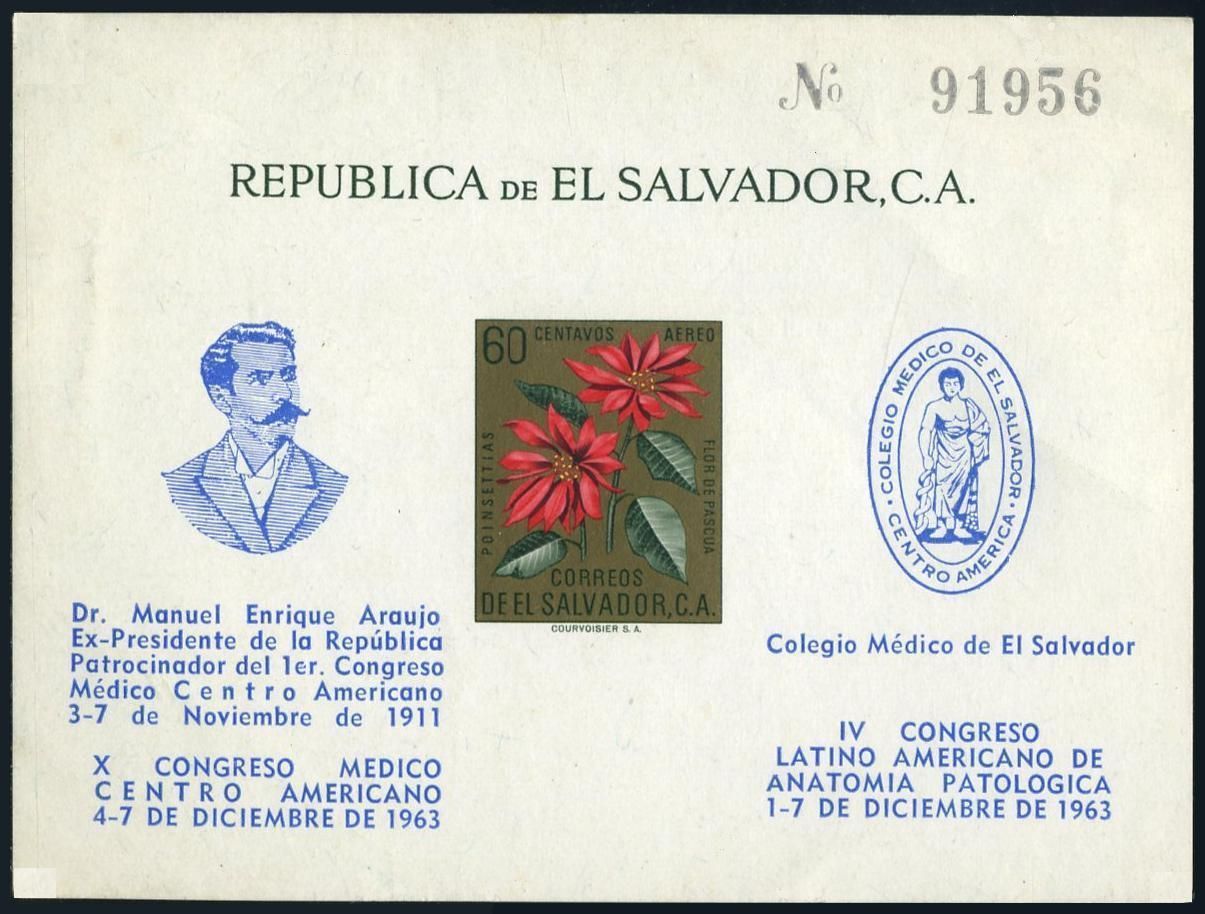 No 91956
REPUBLICA DE EL SALVADOR, C.A.
60 CENTAVOS AEREO
POINSETTIAS
FLOR DE PASCUA
CORREOS
DE EL SALVADOR, C.A.
COURVOISIER S. A.
Dr. Manuel Enrique Araujo
Ex-Presidente de la República
Patrocinador del 1er. Congreso
Médico Centro Americano
3-7 de Noviembre de 1911
X CONGRESO MEDICO
CENTRO AMERICANO
4-7 DE DICIEMBRE DE 1963
COLEGIO MEDICO DE EL SALVADOR
CENTRO AMERICA
Colegio Médico de El Salvador
IV CONGRESO
LATINO AMERICANO DE
ANATOMIA PATOLOGICA
1-7 DE DICIEMBRE DE 1963